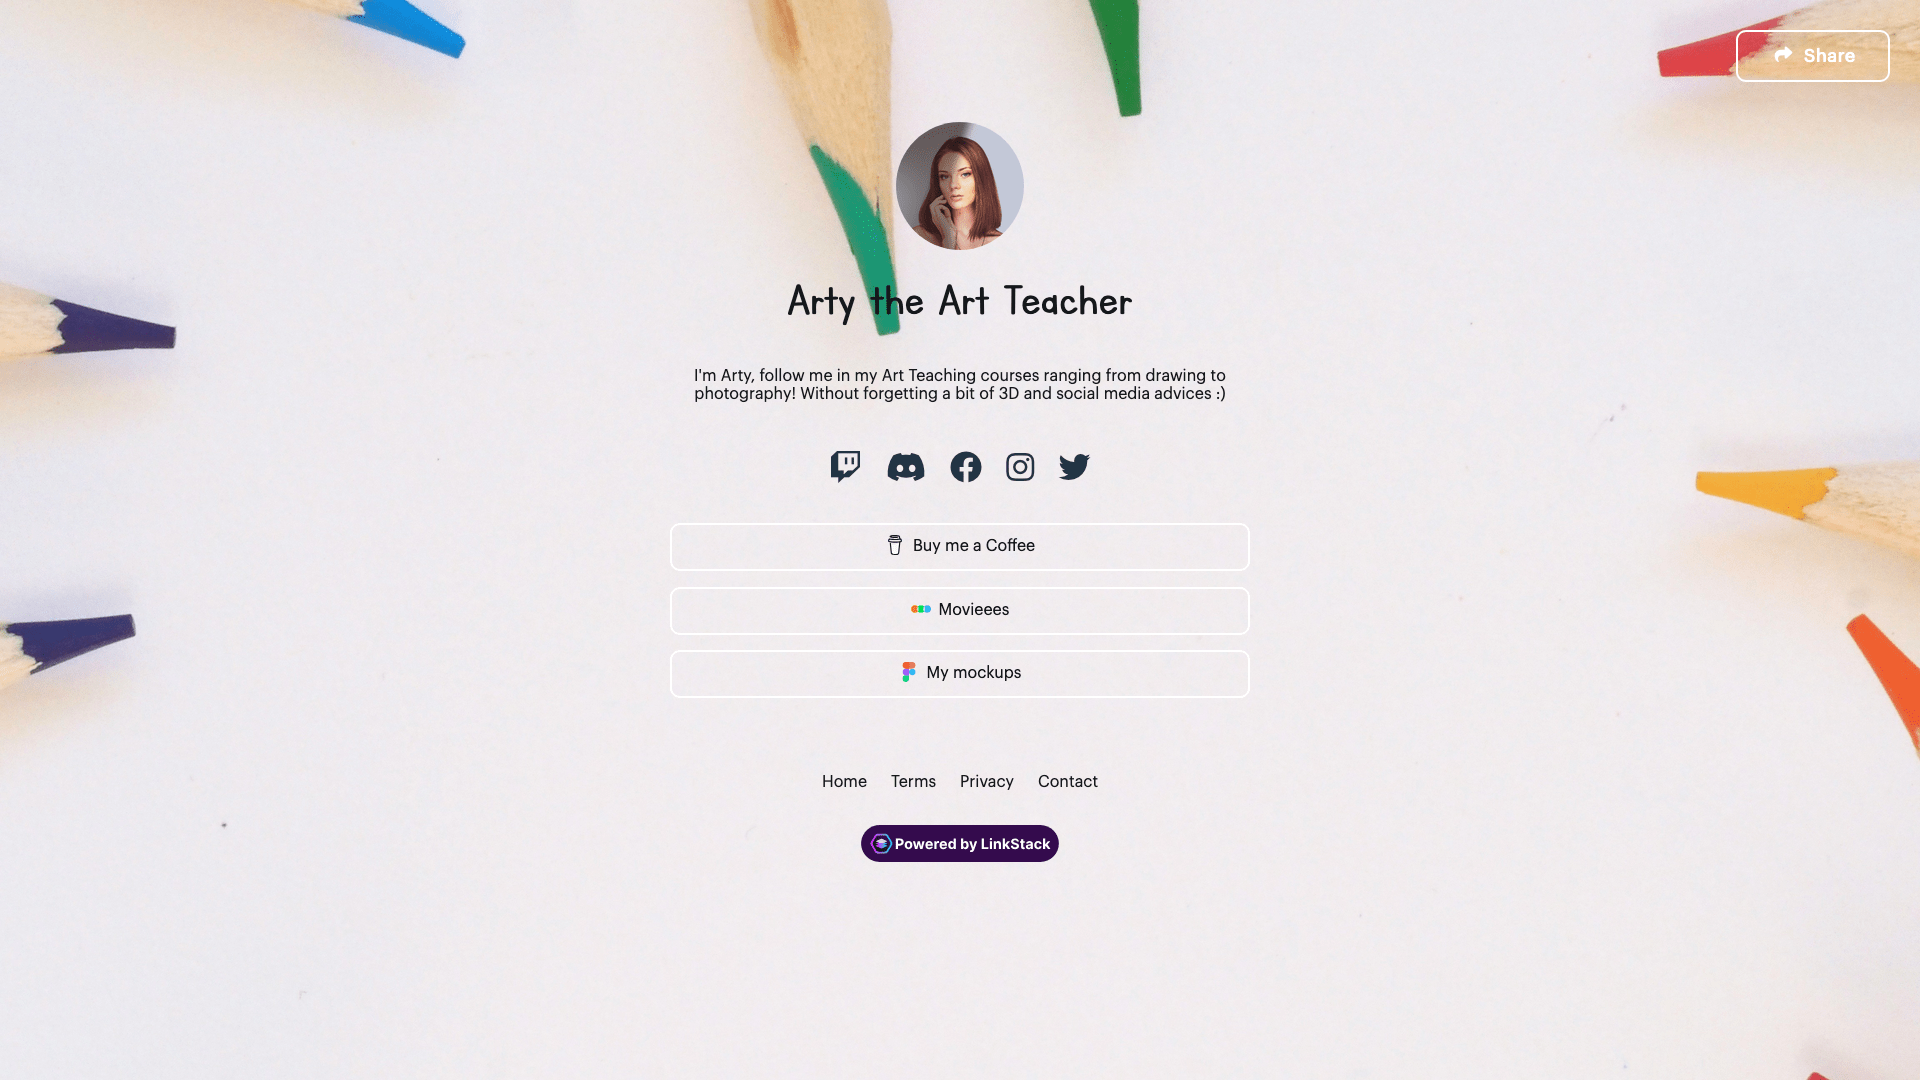 Share
Arty the Art Teacher
I'm Arty, follow me in my Art Teaching courses ranging from drawing to
photography! Without forgetting a bit of 3D and social media advices :)
Buy me a Coffee
Movieees
My mockups
Home Terms Privacy Contact
Powered by LinkStack